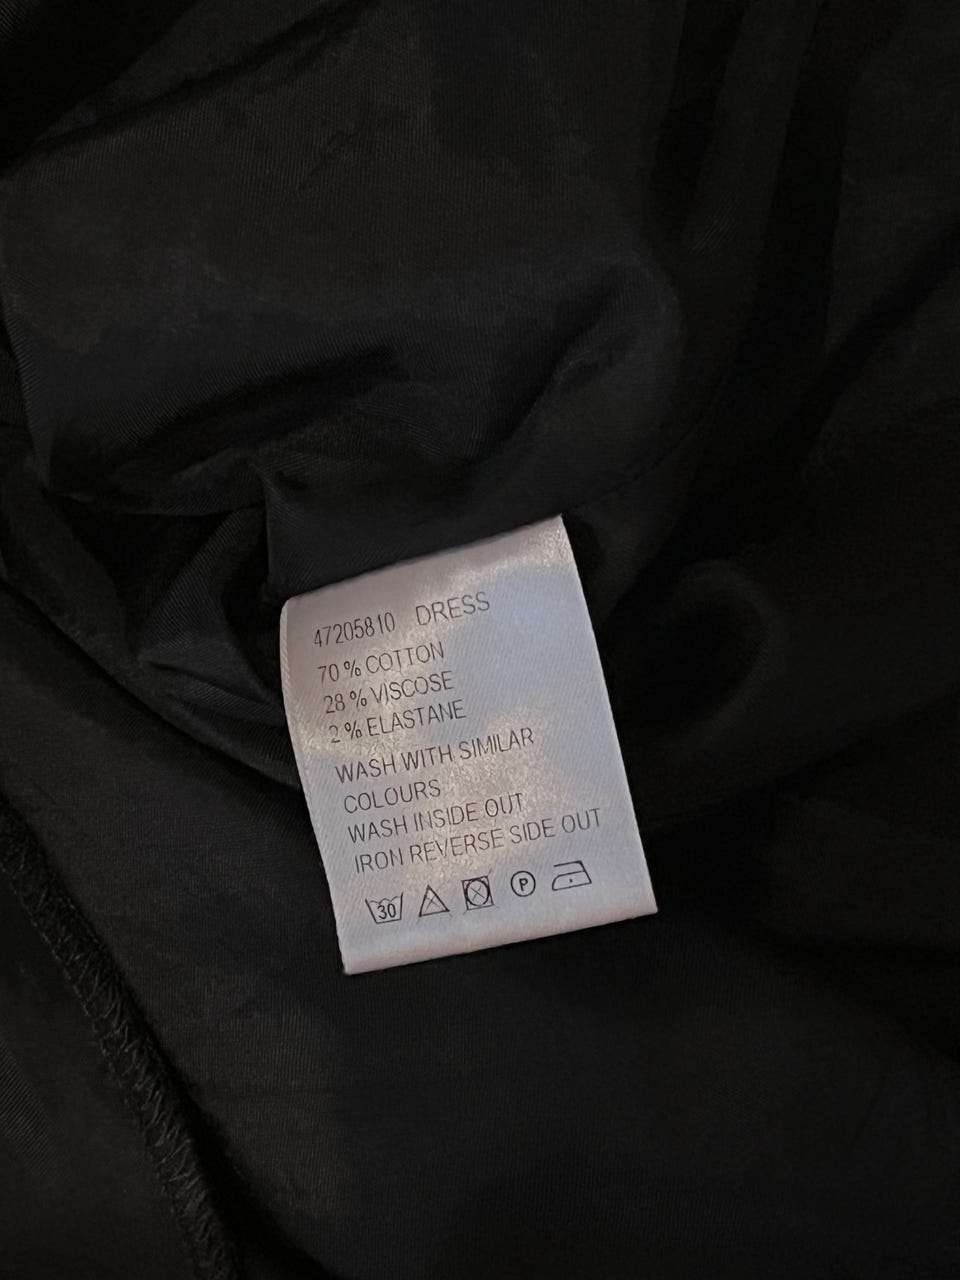 47205810 DRESS
70% COTTON
28% VISCOSE
2% ELASTANE
WASH WITH SIMILAR
COLOURS
WASH INSIDE OUT
IRON REVERSE SIDE OUT
30 P